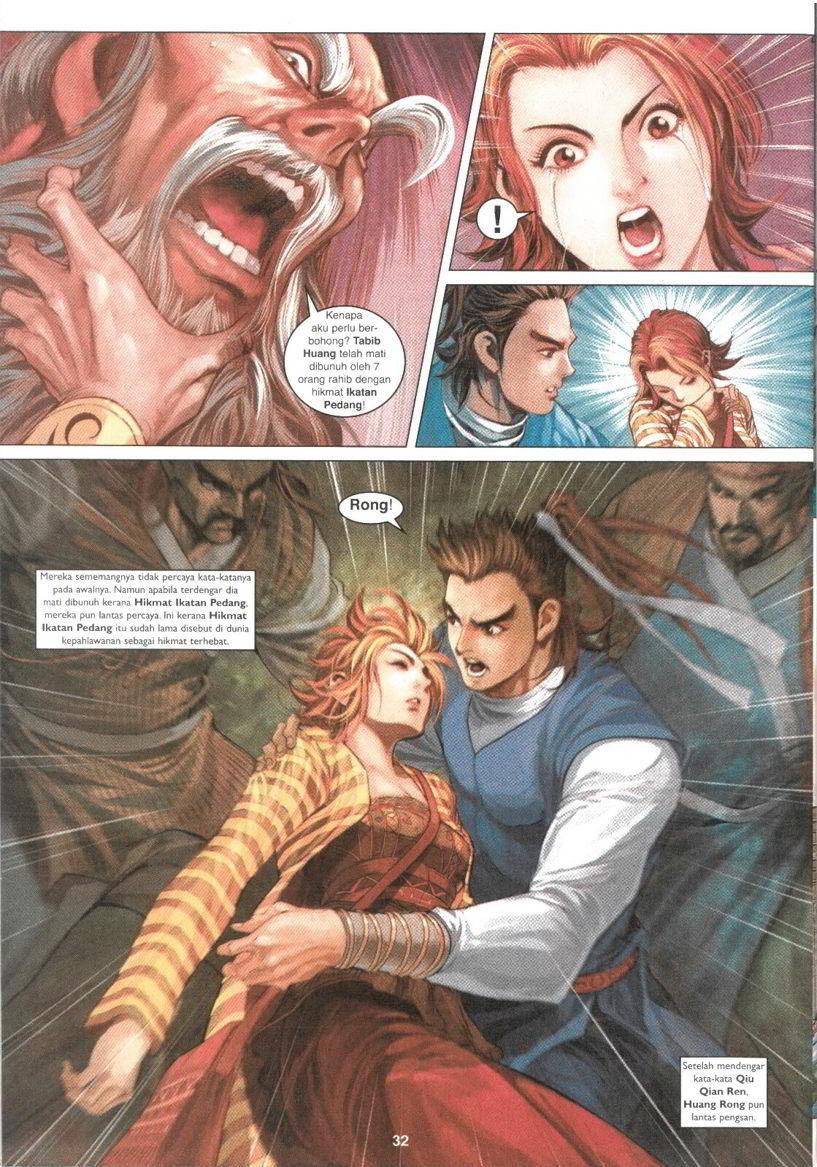 !
Kenapa
aku perlu ber-
bohong? Tabib
Huang telah mati
dibunuh oleh 7
orang rahib dengan
hikmat Ikatan
Pedang!
Rong!
Mereka sememangnya tidak percaya kata-katanya
pada awalnya. Namun apabila terdengar dia
mati dibunuh kerana Hikmat Ikatan Pedang,
mereka pun lantas percaya. Ini kerana Hikmat
Ikatan Pedang itu sudah lama disebut di dunia
kepahlawanan sebagai hikmat terhebat.
Setelah mendengar
kata-kata Qiu
Qian Ren,
Huang Rong pun
lantas pengsan.
32